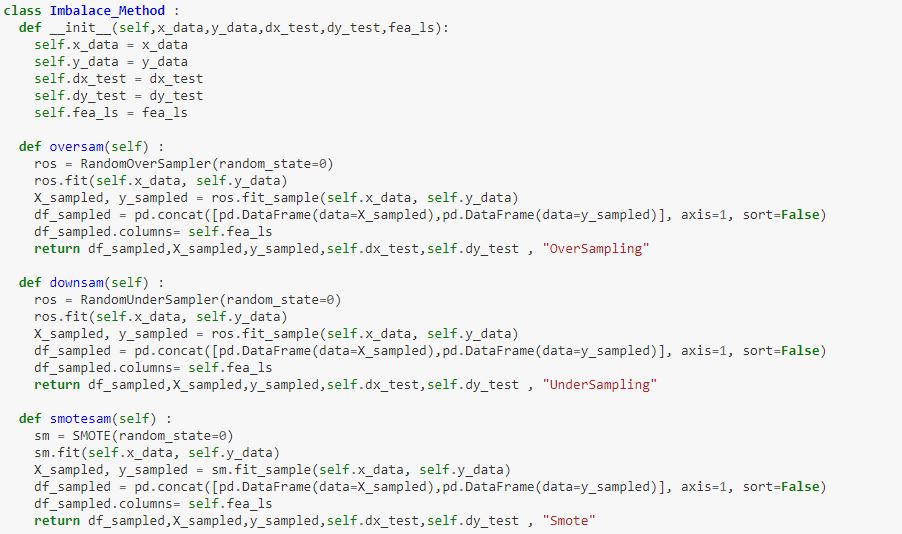 class Imbalace_Method :
  def __init__(self,x_data,y_data,dx_test,dy_test,fea_ls):
    self.x_data = x_data
    self.y_data = y_data
    self.dx_test = dx_test
    self.dy_test = dy_test
    self.fea_ls = fea_ls

  def oversam(self) :
    ros = RandomOverSampler(random_state=0)
    ros.fit(self.x_data, self.y_data)
    X_sampled, y_sampled = ros.fit_sample(self.x_data, self.y_data)
    df_sampled = pd.concat([pd.DataFrame(data=X_sampled),pd.DataFrame(data=y_sampled)], axis=1, sort=False)
    df_sampled.columns= self.fea_ls
    return df_sampled,X_sampled,y_sampled,self.dx_test,self.dy_test , "OverSampling"

  def downsam(self) :
    ros = RandomUnderSampler(random_state=0)
    ros.fit(self.x_data, self.y_data)
    X_sampled, y_sampled = ros.fit_sample(self.x_data, self.y_data)
    df_sampled = pd.concat([pd.DataFrame(data=X_sampled),pd.DataFrame(data=y_sampled)], axis=1, sort=False)
    df_sampled.columns= self.fea_ls
    return df_sampled,X_sampled,y_sampled,self.dx_test,self.dy_test , "UnderSampling"

  def smotesam(self) :
    sm = SMOTE(random_state=0)
    sm.fit(self.x_data, self.y_data)
    X_sampled, y_sampled = sm.fit_sample(self.x_data, self.y_data)
    df_sampled = pd.concat([pd.DataFrame(data=X_sampled),pd.DataFrame(data=y_sampled)], axis=1, sort=False)
    df_sampled.columns= self.fea_ls
    return df_sampled,X_sampled,y_sampled,self.dx_test,self.dy_test , "Smote"